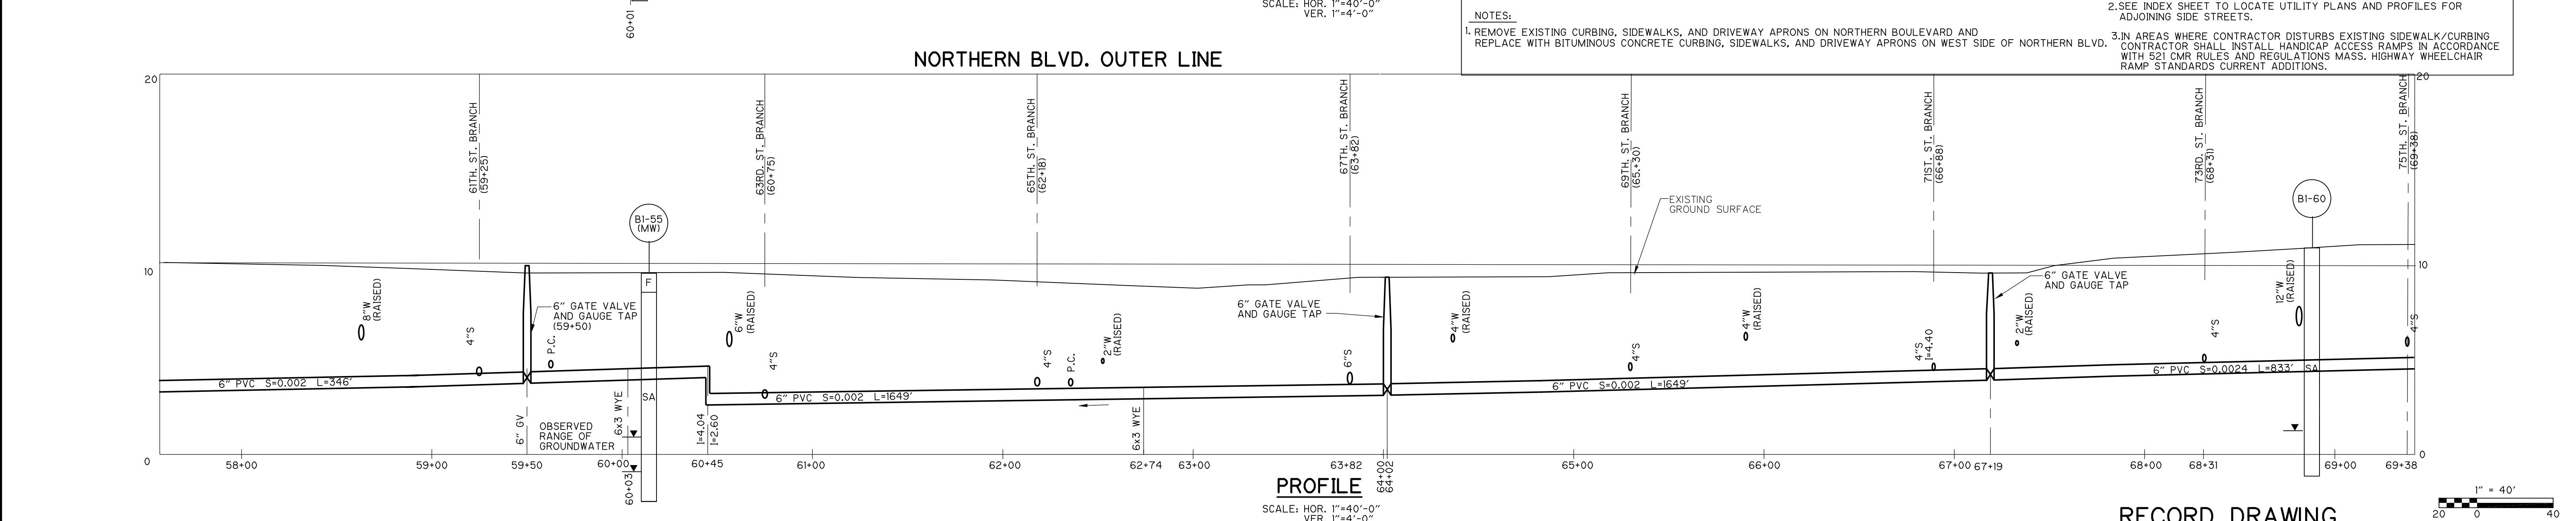 60+01
SCALE: HOR. 1"=40'-0"
VER. 1"=4'-0"
NOTES:
1. REMOVE EXISTING CURBING, SIDEWALKS, AND DRIVEWAY APRONS ON NORTHERN BOULEVARD AND
REPLACE WITH BITUMINOUS CONCRETE CURBING, SIDEWALKS, AND DRIVEWAY APRONS ON WEST SIDE OF NORTHERN BLVD.
2.SEE INDEX SHEET TO LOCATE UTILITY PLANS AND PROFILES FOR
ADJOINING SIDE STREETS.
3.IN AREAS WHERE CONTRACTOR DISTURBS EXISTING SIDEWALK/CURBING
CONTRACTOR SHALL INSTALL HANDICAP ACCESS RAMPS IN ACCORDANCE
WITH 521 CMR RULES AND REGULATIONS MASS. HIGHWAY WHEELCHAIR
RAMP STANDARDS CURRENT ADDITIONS.
NORTHERN BLVD. OUTER LINE
20
20
61TH. ST. BRANCH
(59+25)
63RD. ST. BRANCH
(60+75)
65TH. ST. BRANCH
(62+18)
67TH. ST. BRANCH
(63+82)
69TH. ST. BRANCH
(65.+30)
71ST. ST. BRANCH
(66+88)
73RD. ST. BRANCH
(68+31)
75TH. ST. BRANCH
(69+38)
B1-55
(MW)
EXISTING
GROUND SURFACE
B1-60
10
10
8"W
(RAISED)
4"S
6" GATE VALVE
AND GAUGE TAP
(59+50)
P.C.
F
6"W
(RAISED)
4"S
4"S
P.C.
2"W
(RAISED)
6" GATE VALVE
AND GAUGE TAP
6"S
4"W
(RAISED)
4"S
4"W
(RAISED)
4"S
I=4.40
6" GATE VALVE
AND GAUGE TAP
2"W
(RAISED)
4"S
12"W
(RAISED)
4"S
6" PVC S=0.002 L=346'
6" PVC S=0.002 L=1649'
6" PVC S=0.002 L=1649'
6" PVC S=0.0024 L=833'
SA
SA
6" GV
OBSERVED
RANGE OF
GROUNDWATER
6x3 WYE
I=4.04
I=2.60
6x3 WYE
0
0
58+00
59+00
59+50
60+00
60+03
60+45
61+00
62+00
62+74
63+00
63+82
64+02
64+02
65+00
66+00
67+00
67+19
68+00
68+31
69+00
69+38
PROFILE
SCALE: HOR. 1"=40'-0"
VER. 1"=4'-0"
RECORD DRAWING
1" = 40'
20
0
40